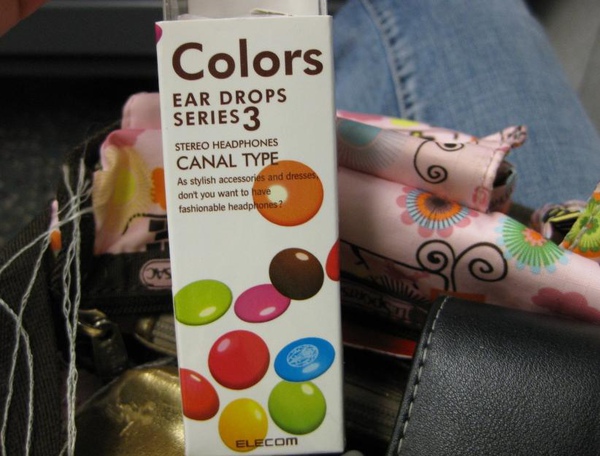 Colors
EAR DROPS
SERIES 3
STEREO HEADPHONES
CANAL TYPE
As stylish accessories and dresses,
don't you want to have
fashionable headphones?
ELECOM